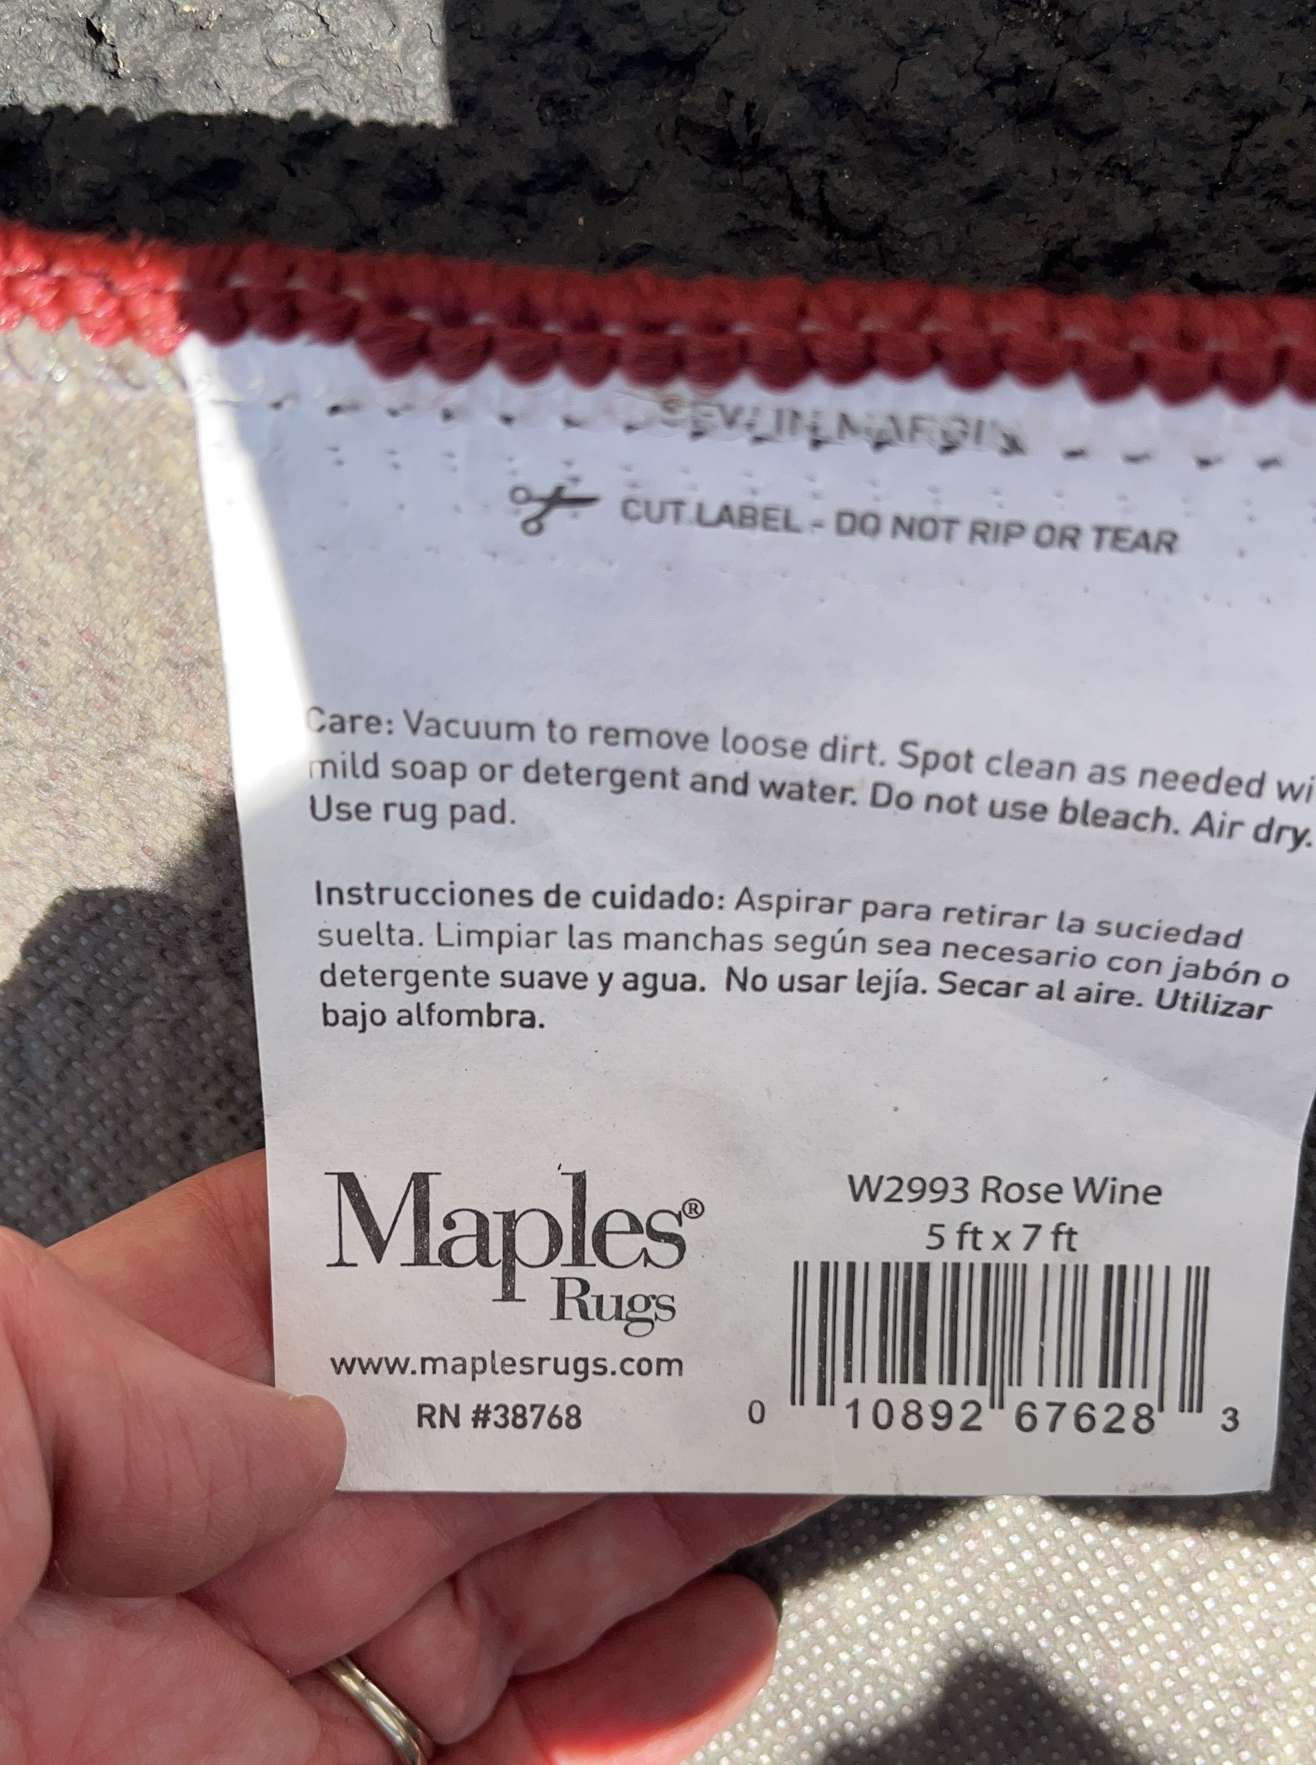 SEW IN MARGIN
CUT LABEL - DO NOT RIP OR TEAR
Care: Vacuum to remove loose dirt. Spot clean as needed wi
mild soap or detergent and water. Do not use bleach. Air dry.
Use rug pad.
Instrucciones de cuidado: Aspirar para retirar la suciedad
suelta. Limpiar las manchas según sea necesario con jabón o
detergente suave y agua. No usar lejía. Secar al aire. Utilizar
bajo alfombra.
Maples®
Rugs
www.maplesrugs.com
RN #38768
W2993 Rose Wine
5 ft x 7 ft
0 10892 67628 3